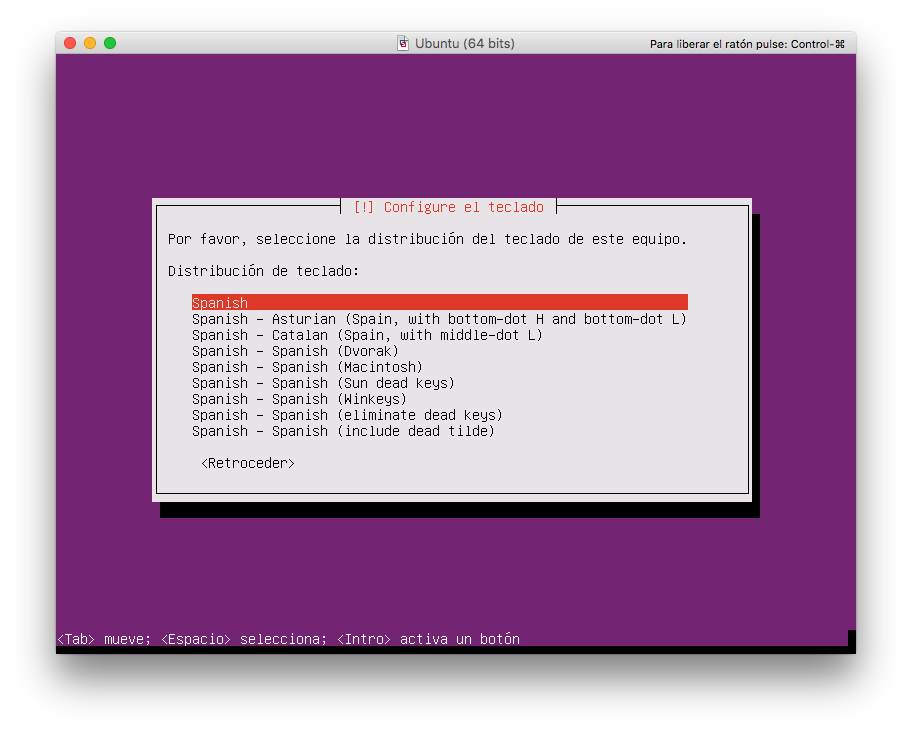 Ubuntu (64 bits)
Para liberar el ratón pulse: Control-⌘
[!] Configure el teclado
Por favor, seleccione la distribución del teclado de este equipo.
Distribución de teclado:
Spanish
Spanish – Asturian (Spain, with bottom-dot H and bottom-dot L)
Spanish – Catalan (Spain, with middle-dot L)
Spanish – Spanish (Dvorak)
Spanish – Spanish (Macintosh)
Spanish – Spanish (Sun dead keys)
Spanish – Spanish (Winkeys)
Spanish – Spanish (eliminate dead keys)
Spanish – Spanish (include dead tilde)
<Retroceder>
<Tab> mueve; <Espacio> selecciona; <Intro> activa un botón